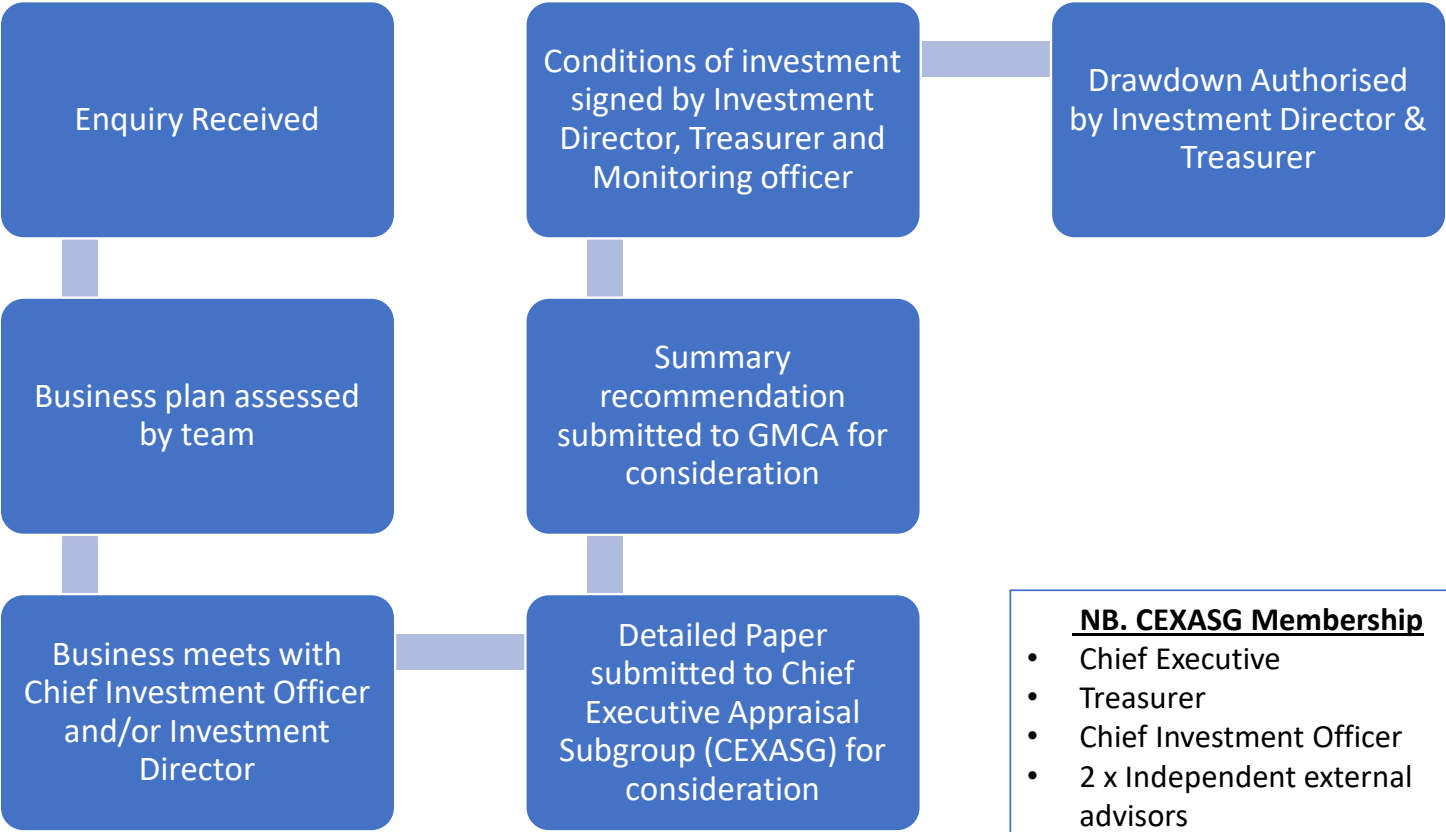 Enquiry Received
Business plan assessed
by team
Business meets with
Chief Investment Officer
and/or Investment
Director
Detailed Paper
submitted to Chief
Executive Appraisal
Subgroup (CEXASG) for
consideration
Summary
recommendation
submitted to GMCA for
consideration
Conditions of investment
signed by Investment
Director, Treasurer and
Monitoring officer
Drawdown Authorised
by Investment Director &
Treasurer
NB. CEXASG Membership
• Chief Executive
• Treasurer
• Chief Investment Officer
• 2 x Independent external
advisors